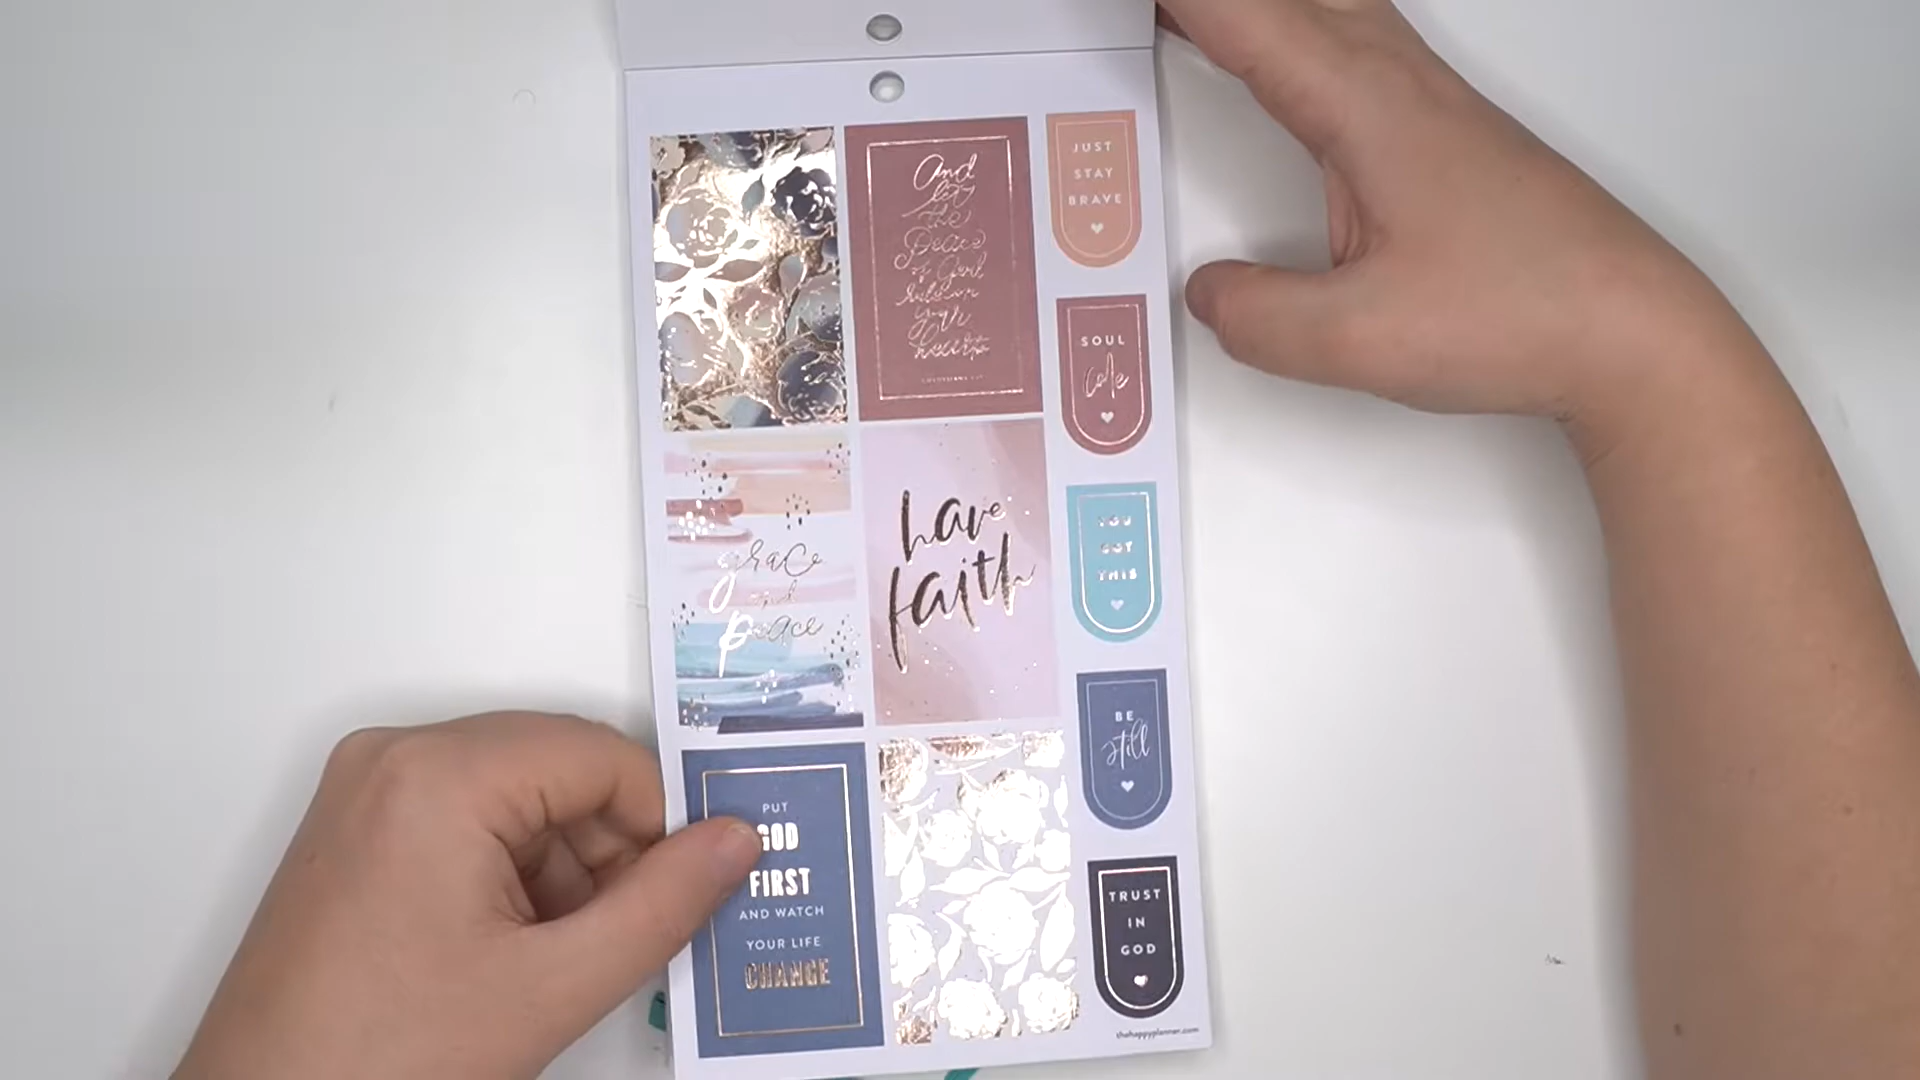 And
let
the
Peace
of God
rule in
your
hearts
JUST
STAY
BRAVE
SOUL
care
grace
and
peace
have
faith
YOU
GOT
THIS
BE
still
PUT
GOD
FIRST
AND WATCH
YOUR LIFE
CHANGE
TRUST
IN
GOD
thehappyplanner.com